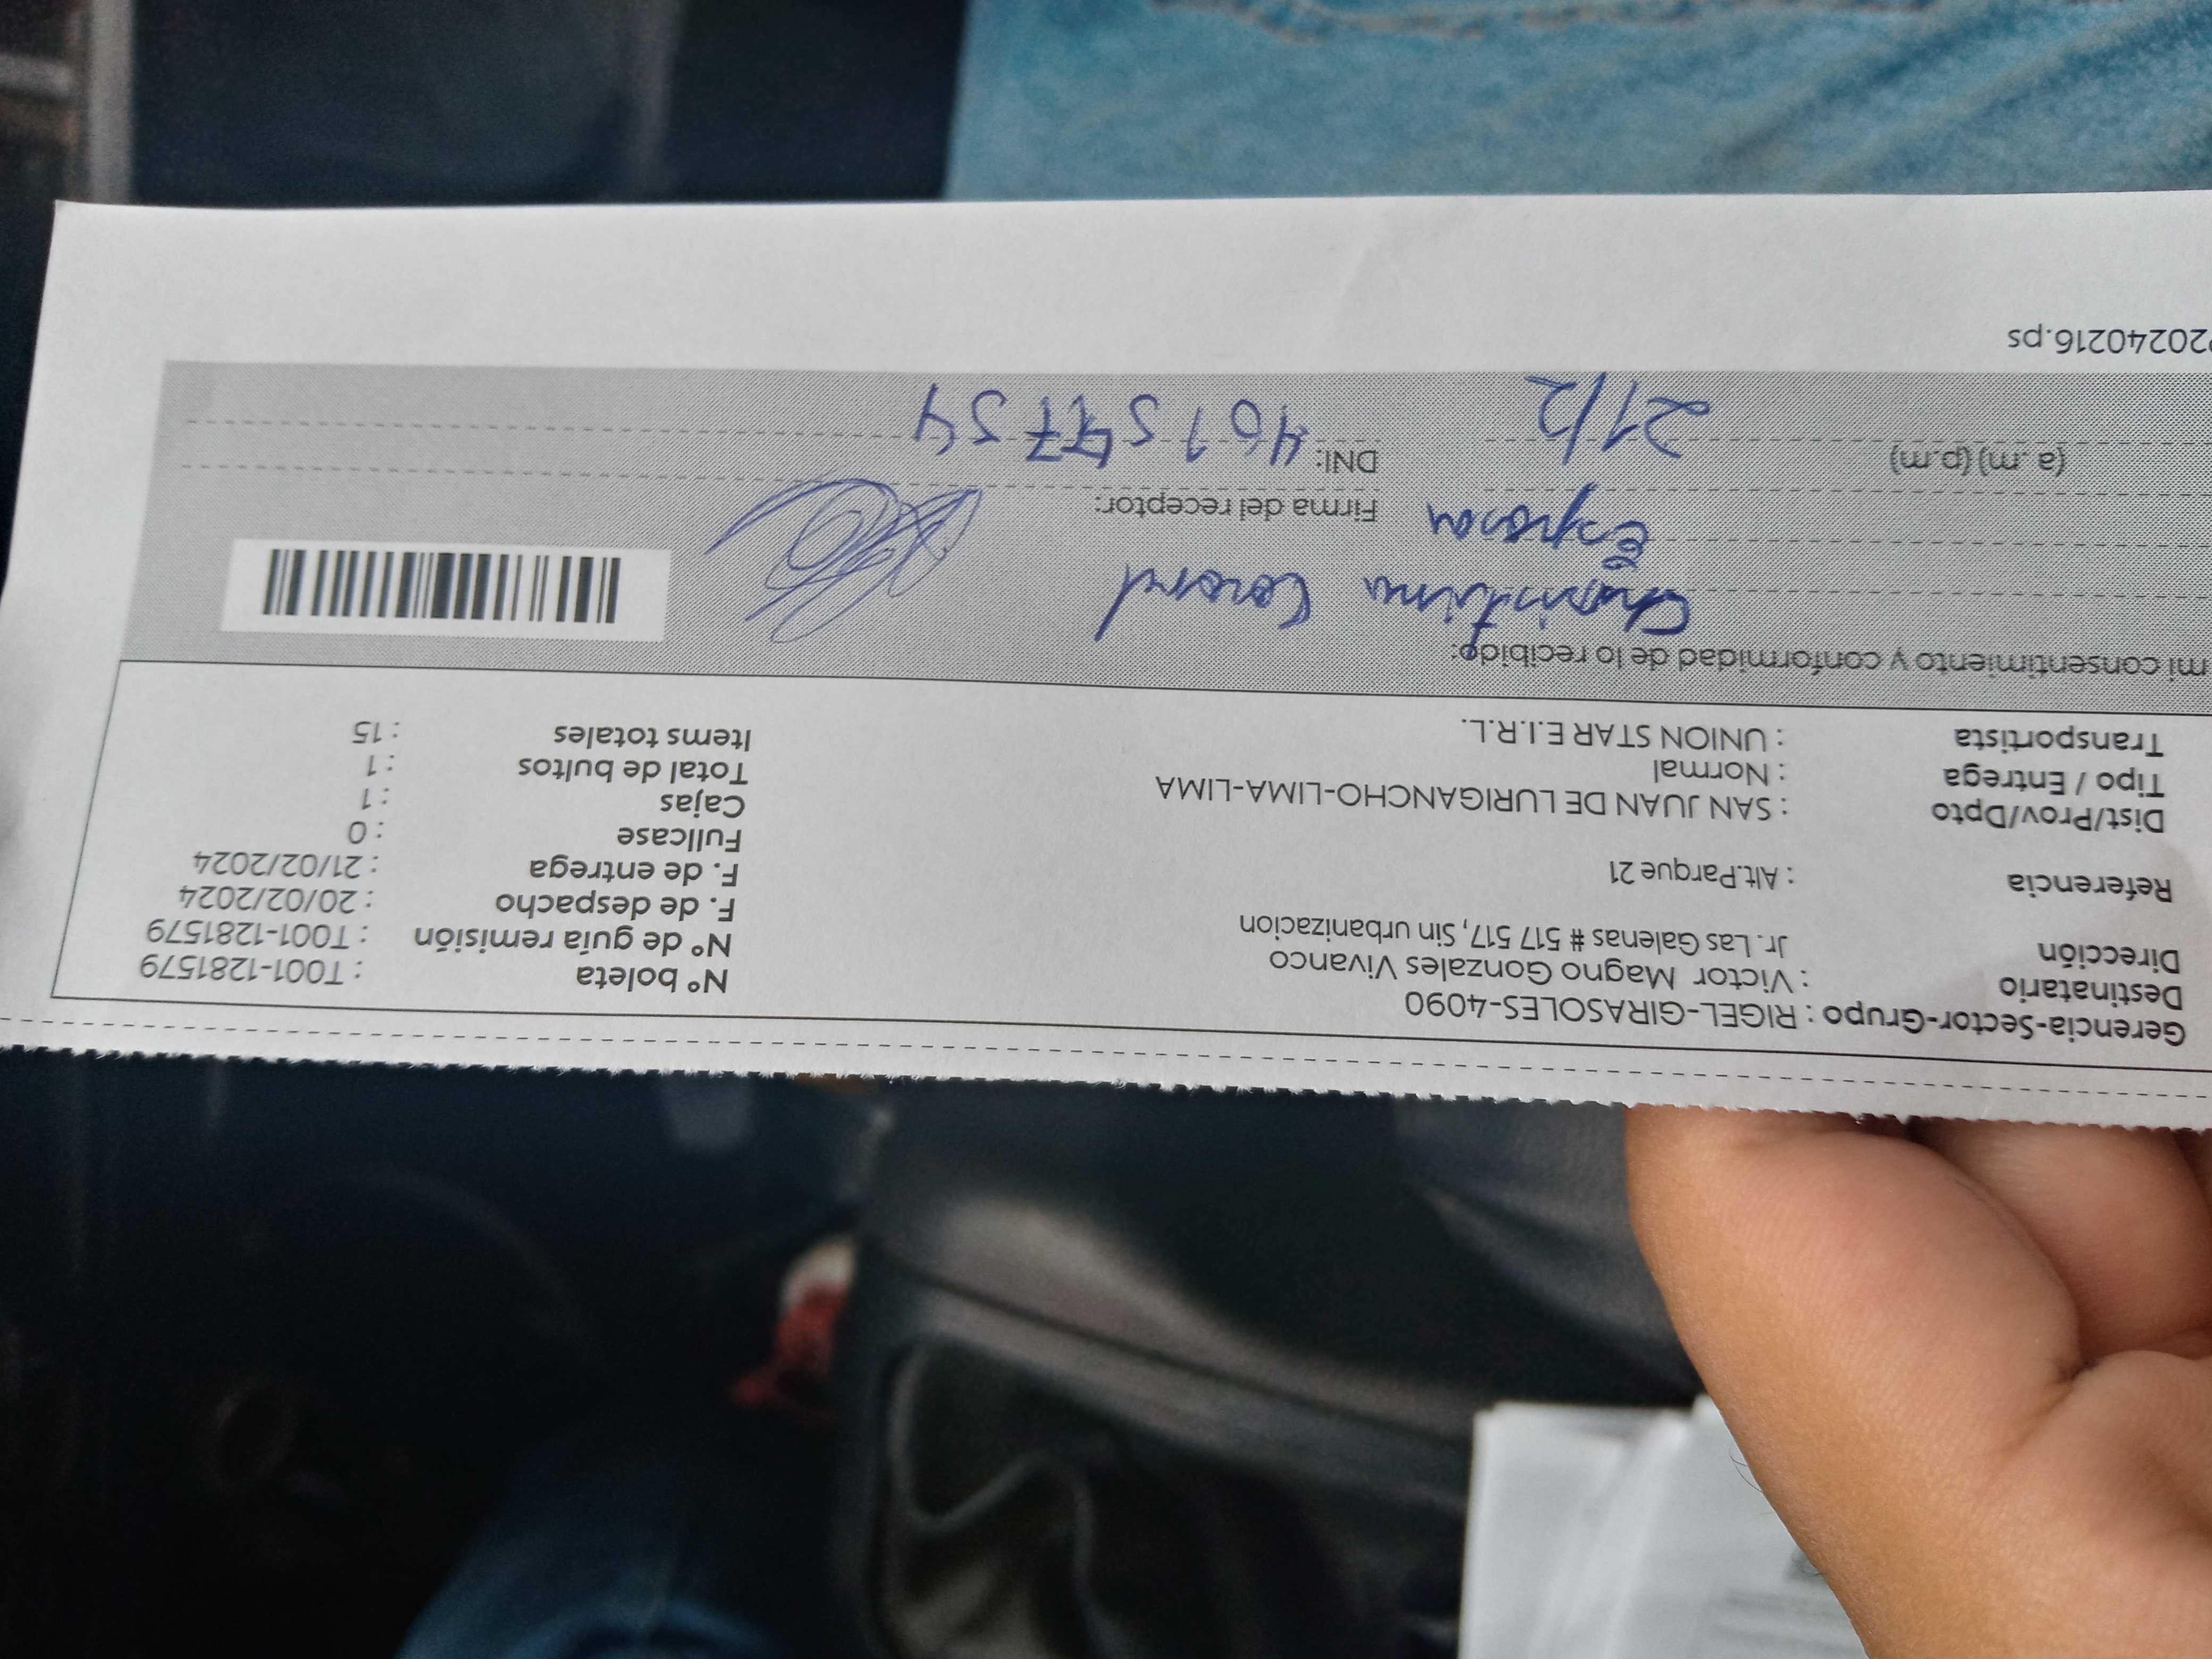 Gerencia-Sector-Grupo : RIGEL-GIRASOLES-4090
Destinatario : Victor Magno Gonzales Vivanco
Dirección Jr. Las Galenas # 517 517, Sin urbanizacion
Referencia : Alt.Parque 21
Dist/Prov/Dpto : SAN JUAN DE LURIGANCHO-LIMA-LIMA
Tipo / Entrega : Normal
Transportista : UNION STAR E.I.R.L.
N° boleta : T001-1281579
N° de guía remisión : T001-1281579
F. de despacho : 20/02/2024
F. de entrega : 21/02/2024
Fullcase : 0
Cajas : 1
Total de bultos : 1
Items totales : 15
mi consentimiento y conformidad de lo recibido:
Coronel
Firma del receptor:
(a. m) (p.m) 21/2 DNI:
20240216.ps